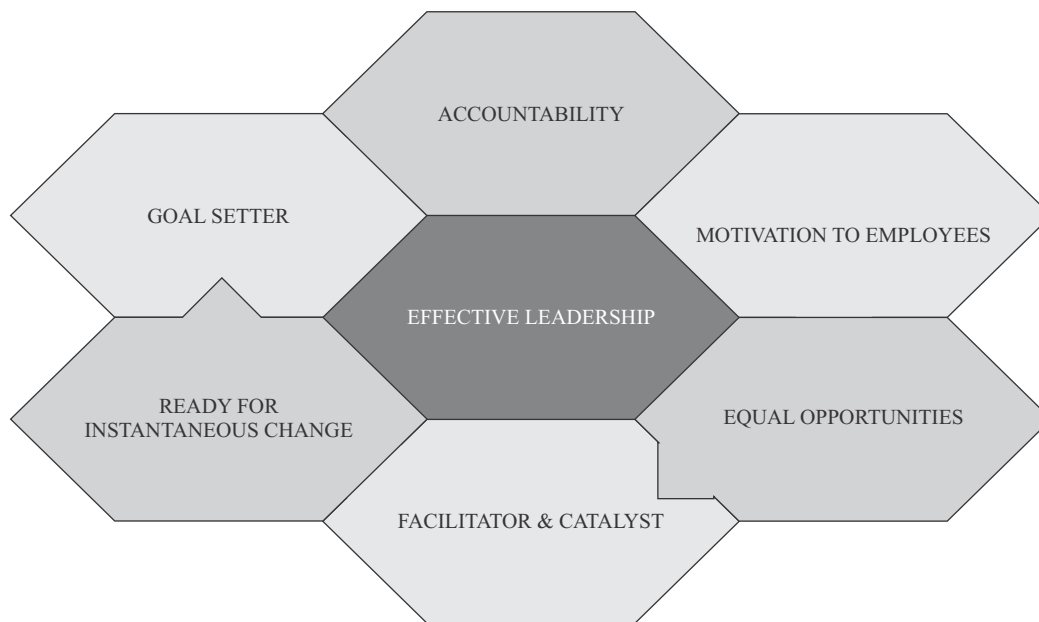 ACCOUNTABILITY
GOAL SETTER
MOTIVATION TO EMPLOYEES
EFFECTIVE LEADERSHIP
READY FOR
INSTANTANEOUS CHANGE
EQUAL OPPORTUNITIES
FACILITATOR & CATALYST